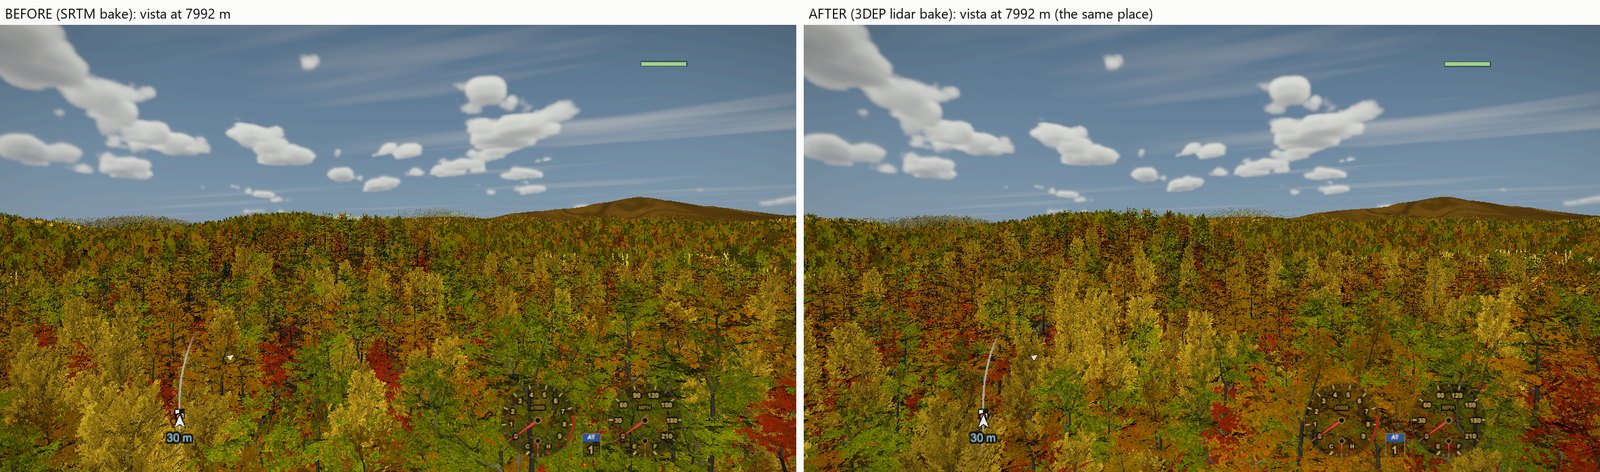 BEFORE (SRTM bake): vista at 7992 m
AFTER (3DEP lidar bake): vista at 7992 m (the same place)
30 m
AT
1
30 m
AT
1